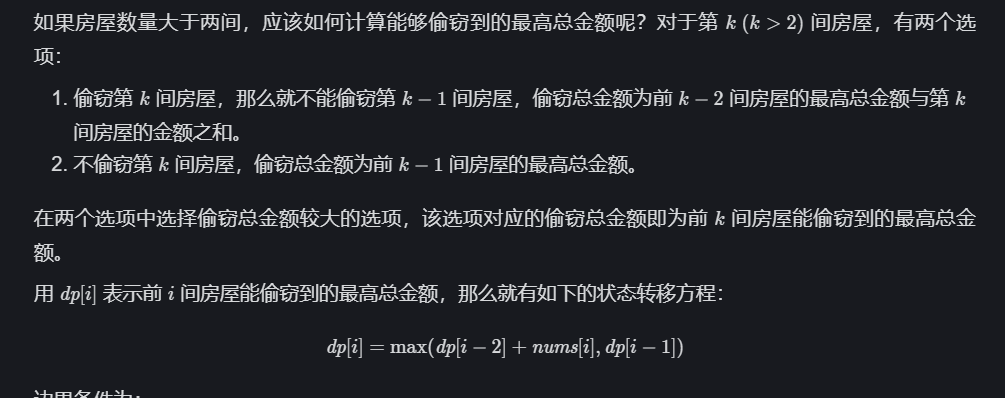 如果房屋数量大于两间，应该如何计算能够偷窃到的最高总金额呢？对于第 k (k > 2) 间房屋，有两个选
项：
1. 偷窃第 k 间房屋，那么就不能偷窃第 k − 1 间房屋，偷窃总金额为前 k − 2 间房屋的最高总金额与第 k
间房屋的金额之和。
2. 不偷窃第 k 间房屋，偷窃总金额为前 k − 1 间房屋的最高总金额。
在两个选项中选择偷窃总金额较大的选项，该选项对应的偷窃总金额即为前 k 间房屋能偷窃到的最高总金
额。
用 dp[i] 表示前 i 间房屋能偷窃到的最高总金额，那么就有如下的状态转移方程：
dp[i] = max(dp[i − 2] + nums[i], dp[i − 1])
边界条件为：